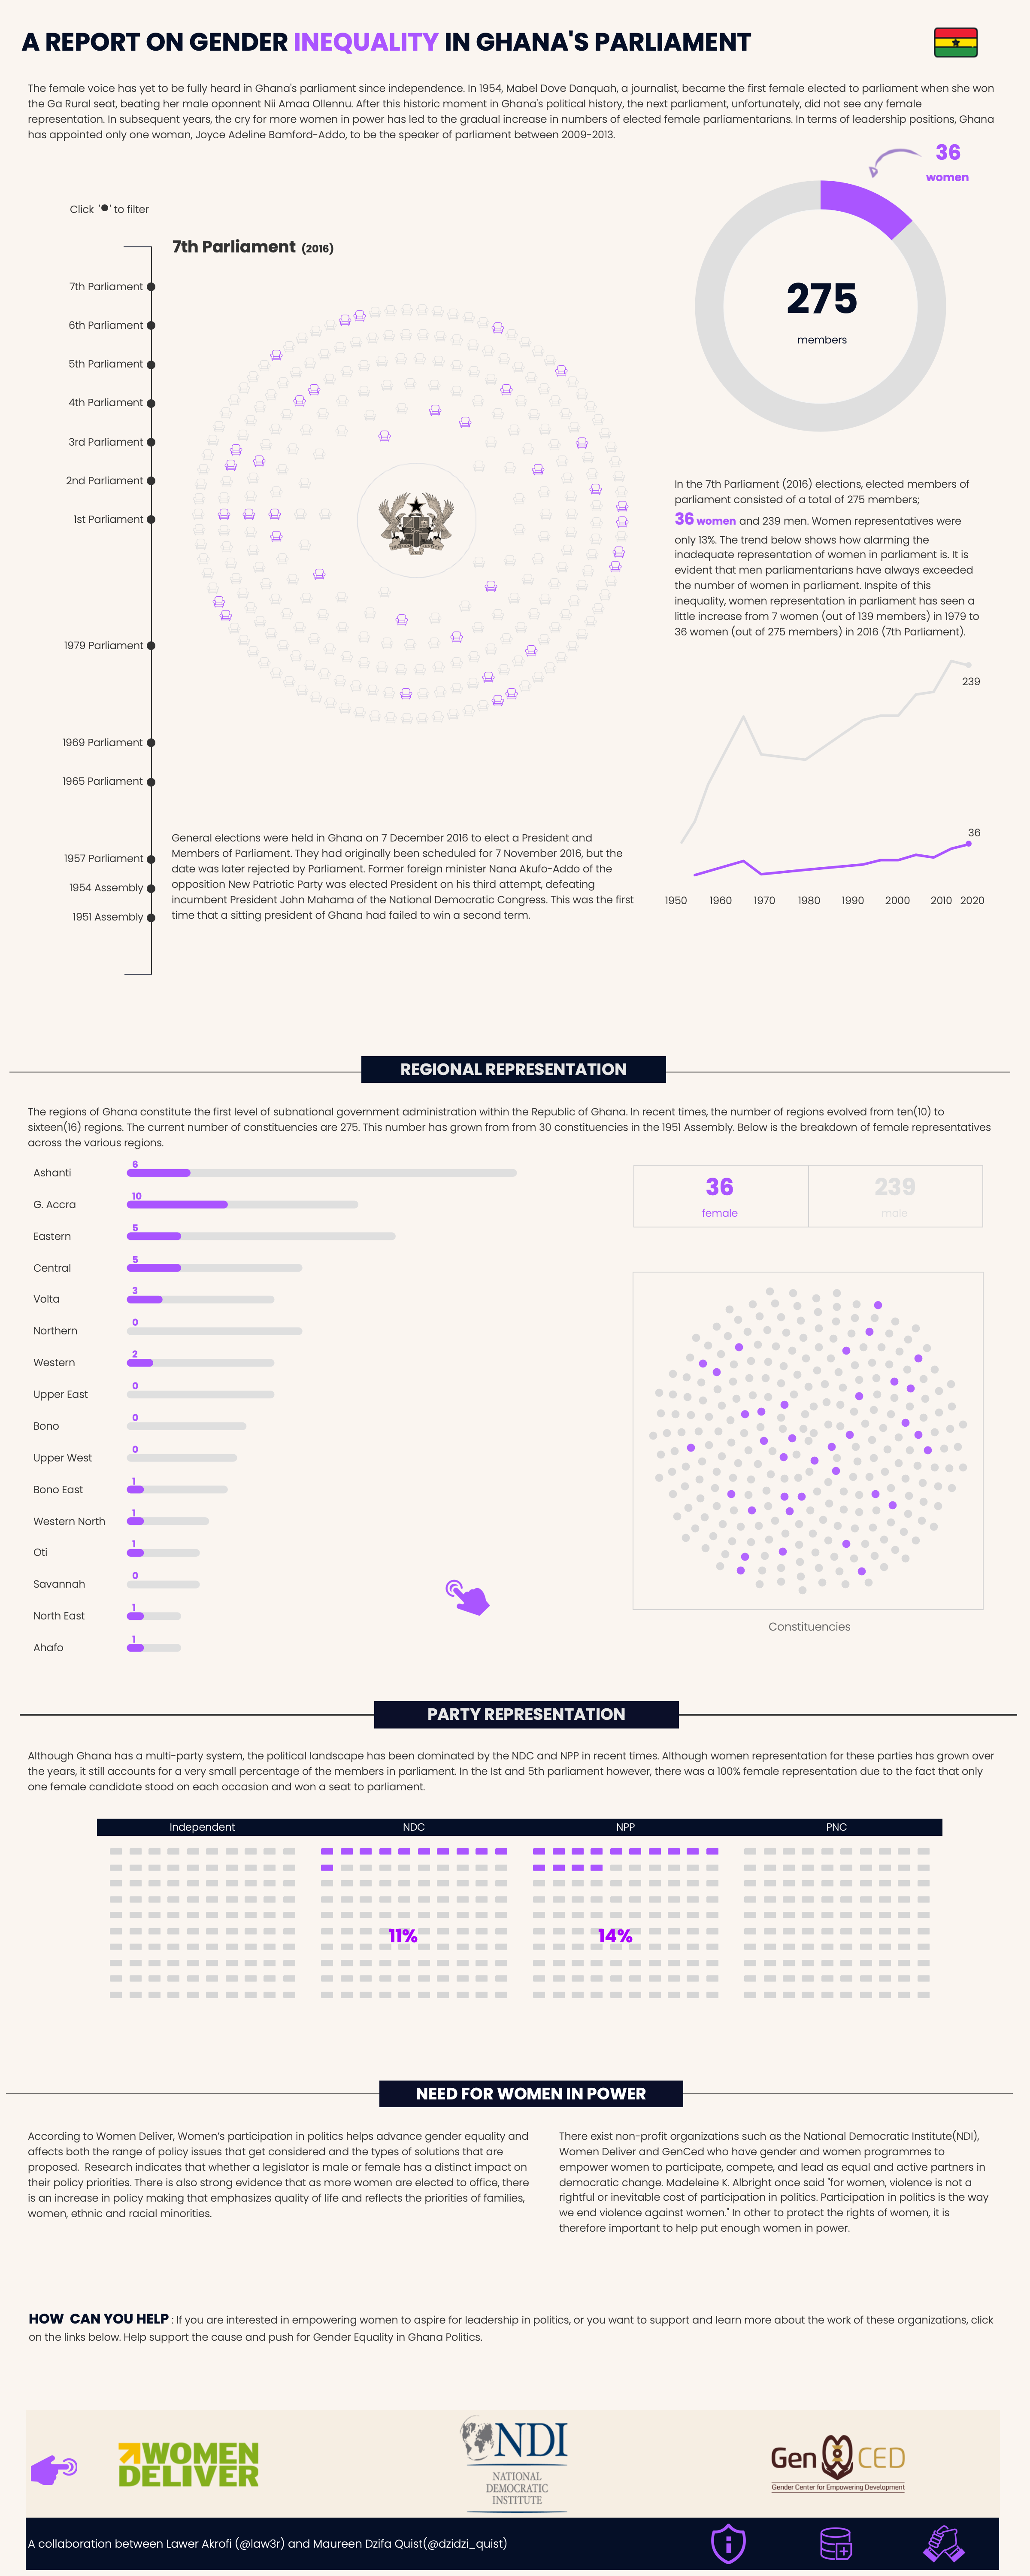 A REPORT ON GENDER INEQUALITY IN GHANA'S PARLIAMENT
The female voice has yet to be fully heard in Ghana's parliament since independence. In 1954, Mabel Dove Danquah, a journalist, became the first female elected to parliament when she won
the Ga Rural seat, beating her male oponnent Nii Amaa Ollennu. After this historic moment in Ghana's political history, the next parliament, unfortunately, did not see any female
representation. In subsequent years, the cry for more women in power has led to the gradual increase in numbers of elected female parliamentarians. In terms of leadership positions, Ghana
has appointed only one woman, Joyce Adeline Bamford-Addo, to be the speaker of parliament between 2009-2013.
36
women
Click '●' to filter
7th Parliament (2016)
7th Parliament
6th Parliament
5th Parliament
4th Parliament
3rd Parliament
2nd Parliament
1st Parliament
1979 Parliament
1969 Parliament
1965 Parliament
1957 Parliament
1954 Assembly
1951 Assembly
275
members
In the 7th Parliament (2016) elections, elected members of
parliament consisted of a total of 275 members;
36 women and 239 men. Women representatives were
only 13%. The trend below shows how alarming the
inadequate representation of women in parliament is. It is
evident that men parliamentarians have always exceeded
the number of women in parliament. Inspite of this
inequality, women representation in parliament has seen a
little increase from 7 women (out of 139 members) in 1979 to
36 women (out of 275 members) in 2016 (7th Parliament).
239
36
1950 1960 1970 1980 1990 2000 2010 2020
General elections were held in Ghana on 7 December 2016 to elect a President and
Members of Parliament. They had originally been scheduled for 7 November 2016, but the
date was later rejected by Parliament. Former foreign minister Nana Akufo-Addo of the
opposition New Patriotic Party was elected President on his third attempt, defeating
incumbent President John Mahama of the National Democratic Congress. This was the first
time that a sitting president of Ghana had failed to win a second term.
REGIONAL REPRESENTATION
The regions of Ghana constitute the first level of subnational government administration within the Republic of Ghana. In recent times, the number of regions evolved from ten(10) to
sixteen(16) regions. The current number of constituencies are 275. This number has grown from from 30 constituencies in the 1951 Assembly. Below is the breakdown of female representatives
across the various regions.
Ashanti 6
G. Accra 10
Eastern 5
Central 5
Volta 3
Northern 0
Western 2
Upper East 0
Bono 0
Upper West 0
Bono East 1
Western North 1
Oti 1
Savannah 0
North East 1
Ahafo 1
36
female
239
male
Constituencies
PARTY REPRESENTATION
Although Ghana has a multi-party system, the political landscape has been dominated by the NDC and NPP in recent times. Although women representation for these parties has grown over
the years, it still accounts for a very small percentage of the members in parliament. In the Ist and 5th parliament however, there was a 100% female representation due to the fact that only
one female candidate stood on each occasion and won a seat to parliament.
Independent NDC NPP PNC
11% 14%
NEED FOR WOMEN IN POWER
According to Women Deliver, Women's participation in politics helps advance gender equality and
affects both the range of policy issues that get considered and the types of solutions that are
proposed. Research indicates that whether a legislator is male or female has a distinct impact on
their policy priorities. There is also strong evidence that as more women are elected to office, there
is an increase in policy making that emphasizes quality of life and reflects the priorities of families,
women, ethnic and racial minorities.
There exist non-profit organizations such as the National Democratic Institute(NDI),
Women Deliver and GenCed who have gender and women programmes to
empower women to participate, compete, and lead as equal and active partners in
democratic change. Madeleine K. Albright once said "for women, violence is not a
rightful or inevitable cost of participation in politics. Participation in politics is the way
we end violence against women." In other to protect the rights of women, it is
therefore important to help put enough women in power.
HOW CAN YOU HELP : If you are interested in empowering women to aspire for leadership in politics, or you want to support and learn more about the work of these organizations, click
on the links below. Help support the cause and push for Gender Equality in Ghana Politics.
WOMEN
DELIVER
NDI
NATIONAL
DEMOCRATIC
INSTITUTE
Gen CED
Gender Center for Empowering Development
A collaboration between Lawer Akrofi (@law3r) and Maureen Dzifa Quist(@dzidzi_quist)